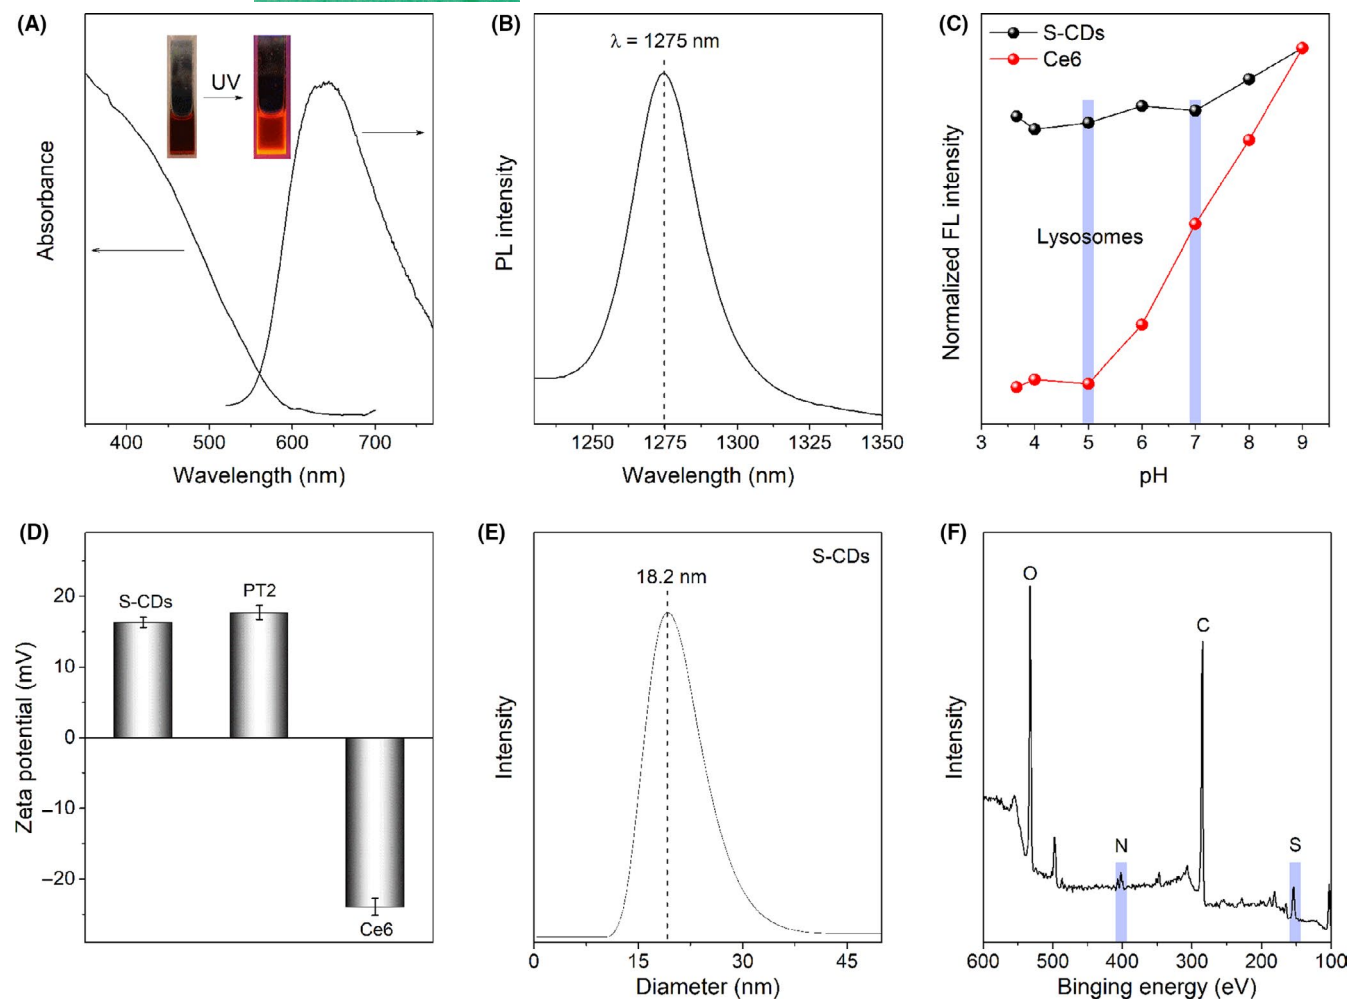 (A)
UV
Absorbance
400 500 600 700
Wavelength (nm)
(B)
λ = 1275 nm
PL intensity
1250 1275 1300 1325 1350
Wavelength (nm)
(C)
S-CDs
Ce6
Lysosomes
Normalized FL intensity
3 4 5 6 7 8 9
pH
(D)
20
10
0
–10
–20
S-CDs
PT2
Ce6
Zeta potential (mV)
(E)
S-CDs
18.2 nm
Intensity
0 15 30 45
Diameter (nm)
(F)
O
C
N
S
Intensity
600 500 400 300 200 100
Binging energy (eV)